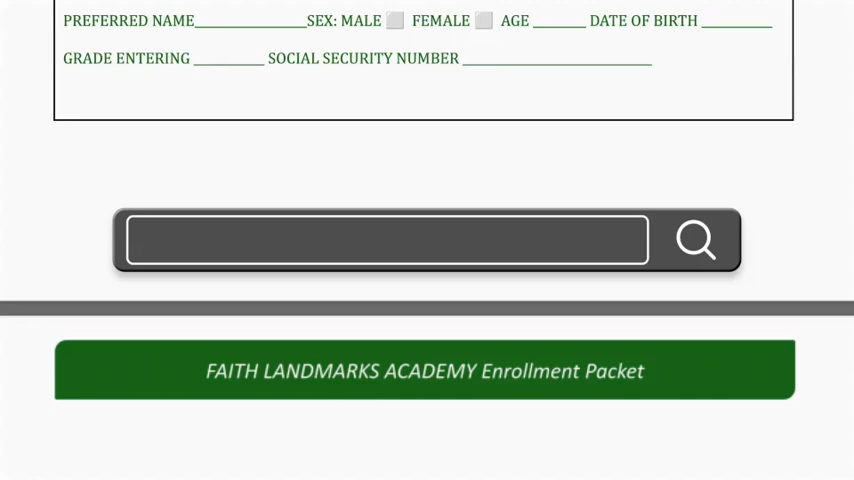 PREFERRED NAME________________SEX: MALE ☐ FEMALE ☐ AGE _______ DATE OF BIRTH __________
GRADE ENTERING __________ SOCIAL SECURITY NUMBER ___________________________
FAITH LANDMARKS ACADEMY Enrollment Packet